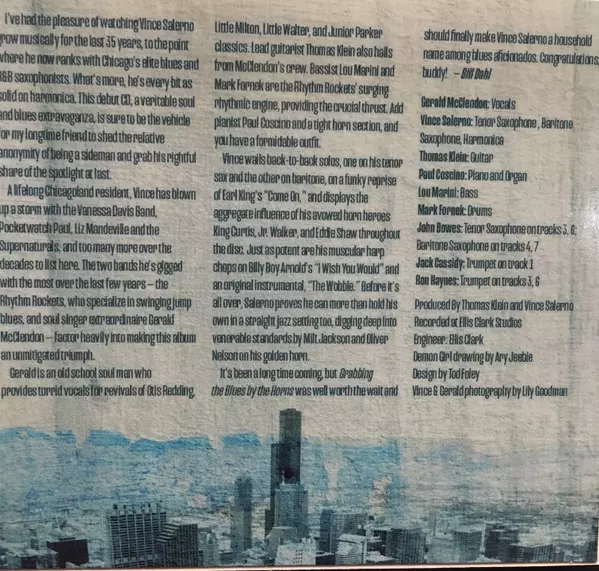 I've had the pleasure of watching Vince Salerno
grow musically for the last 35 years, to the point
where he now ranks with Chicago's elite blues and
R&B saxophonists. What's more, he's every bit as
solid on harmonica. This debut CD, a veritable soul
and blues extravaganza, is sure to be the vehicle
for my longtime friend to shed the relative
anonymity of being a sideman and grab his rightful
share of the spotlight at last.
A lifelong Chicagoland resident, Vince has blown
up a storm with the Vanessa Davis Band,
Pocketwatch Paul, Liz Mandeville and the
Supernaturals, and too many more over the
decades to list here. The two bands he's gigged
with the most over the last few years – the
Rhythm Rockets, who specialize in swinging jump
blues, and soul singer extraordinaire Gerald
McClendon – factor heavily into making this album
an unmitigated triumph.
Gerald is an old school soul man who
provides torrid vocals for revivals of Otis Redding,
Little Milton, Little Walter, and Junior Parker
classics. Lead guitarist Thomas Klein also hails
from McClendon's crew. Bassist Lou Marini and
Mark Fornek are the Rhythm Rockets' surging
rhythmic engine, providing the crucial thrust. Add
pianist Paul Coscino and a tight horn section, and
you have a formidable outfit.
Vince wails back-to-back solos, one on his tenor
sax and the other on baritone, on a funky reprise
of Earl King's "Come On," and displays the
aggregate influence of his avowed horn heroes
King Curtis, Jr. Walker, and Eddie Shaw throughout
the disc. Just as potent are his muscular harp
chops on Billy Boy Arnold's "I Wish You Would" and
an original instrumental, "The Wobble." Before it's
all over, Salerno proves he can more than hold his
own in a straight jazz setting too, digging deep into
venerable standards by Milt Jackson and Oliver
Nelson on his golden horn.
It's been a long time coming, but Grabbing
the Blues by the Horns was well worth the wait and
should finally make Vince Salerno a household
name among blues aficionados. Congratulations,
buddy! – Bill Dahl
Gerald McClendon: Vocals
Vince Salerno: Tenor Saxophone, Baritone
Saxophone, Harmonica
Thomas Klein: Guitar
Paul Coscino: Piano and Organ
Lou Marini: Bass
Mark Fornek: Drums
John Bowes: Tenor Saxophone on tracks 3, 6;
Baritone Saxophone on tracks 4, 7
Jack Cassidy: Trumpet on track 1
Ron Haynes: Trumpet on tracks 3, 6
Produced By Thomas Klein and Vince Salerno
Recorded at Ellis Clark Studios
Engineer: Ellis Clark
Demon Girl drawing by Ary Jeebie
Design by Tod Foley
Vince & Gerald photography by Lily Goodman